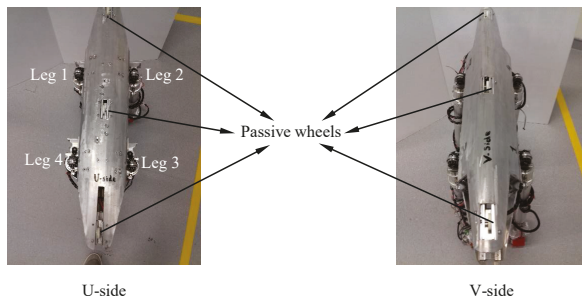 Leg 1
Leg 2
Leg 4
Leg 3
U-side
Passive wheels
V-side
U-side
V-side